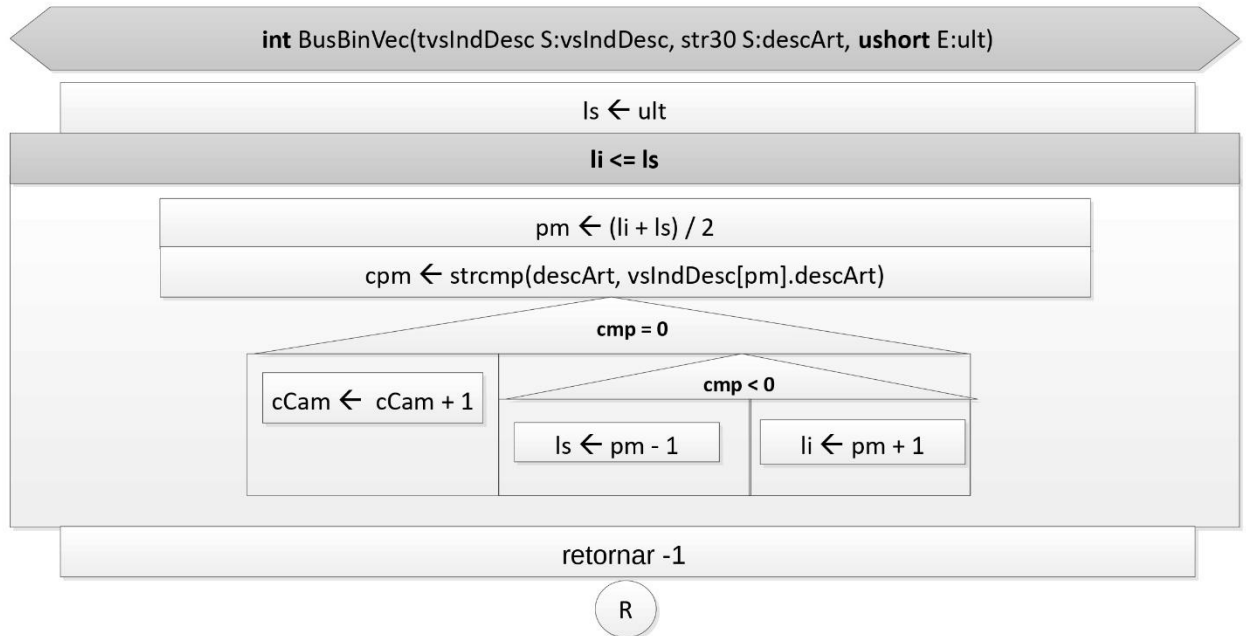 int BusBinVec(tvsIndDesc S:vsIndDesc, str30 S:descArt, ushort E:ult)
ls ← ult
li <= ls
pm ← (li + ls) / 2
cpm ← strcmp(descArt, vsIndDesc[pm].descArt)
cmp = 0
cmp < 0
cCam ← cCam + 1
ls ← pm - 1
li ← pm + 1
retornar -1
R